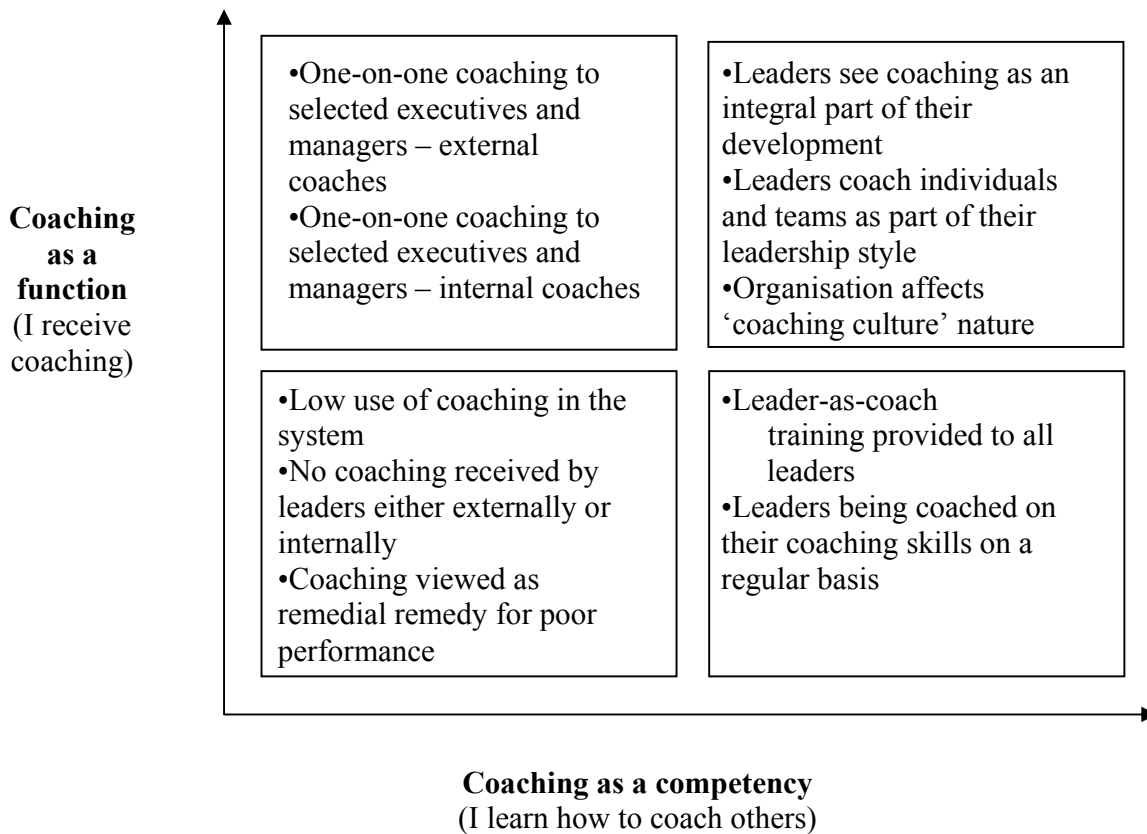 Coaching
as a
function
(I receive
coaching)
•One-on-one coaching to
selected executives and
managers – external
coaches
•One-on-one coaching to
selected executives and
managers – internal coaches
•Leaders see coaching as an
integral part of their
development
•Leaders coach individuals
and teams as part of their
leadership style
•Organisation affects
‘coaching culture’ nature
•Low use of coaching in the
system
•No coaching received by
leaders either externally or
internally
•Coaching viewed as
remedial remedy for poor
performance
•Leader-as-coach
training provided to all
leaders
•Leaders being coached on
their coaching skills on a
regular basis
Coaching as a competency
(I learn how to coach others)